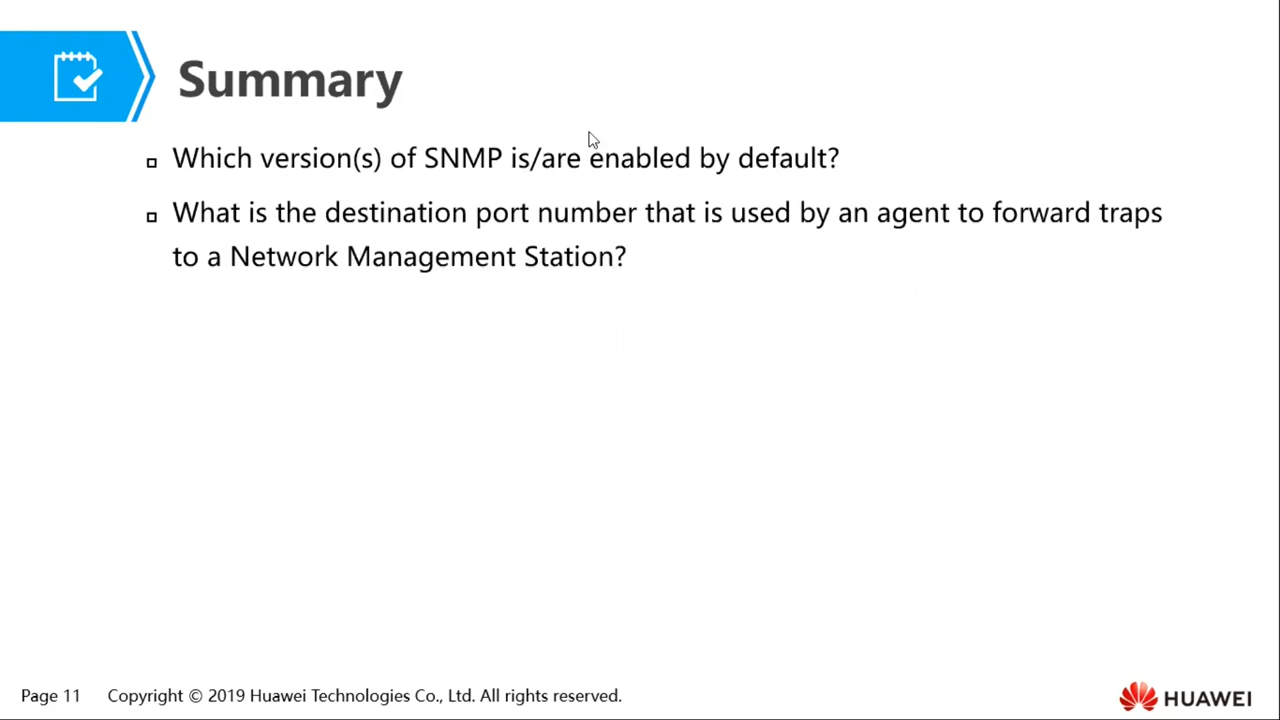 Summary
Which version(s) of SNMP is/are enabled by default?
What is the destination port number that is used by an agent to forward traps
to a Network Management Station?
Page 11 Copyright © 2019 Huawei Technologies Co., Ltd. All rights reserved.
HUAWEI